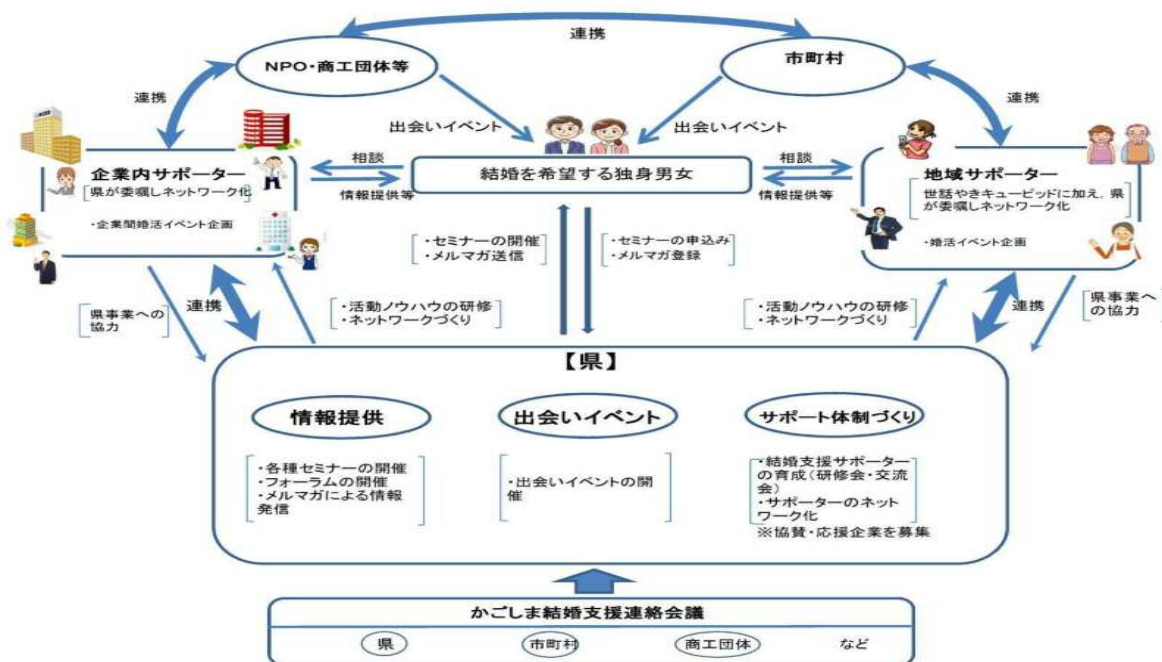 連携
NPO・商工団体等
市町村
連携
連携
出会いイベント
出会いイベント
企業内サポーター
県が委嘱しネットワーク化
・企業間婚活イベント企画
相談
情報提供等
結婚を希望する独身男女
相談
情報提供等
地域サポーター
世話やきキューピッドに加え,県
が委嘱しネットワーク化
・婚活イベント企画
・セミナーの開催
・メルマガ送信
・セミナーの申込み
・メルマガ登録
県事業への
協力
連携
・活動ノウハウの研修
・ネットワークづくり
・活動ノウハウの研修
・ネットワークづくり
連携
県事業へ
の協力
【県】
情報提供
出会いイベント
サポート体制づくり
・各種セミナーの開催
・フォーラムの開催
・メルマガによる情報
発信
・出会いイベントの開
催
・結婚支援サポーター
の育成(研修会・交流
会)
・サポーターのネット
ワーク化
※協賛・応援企業を募集
かごしま結婚支援連絡会議
県
市町村
商工団体
など